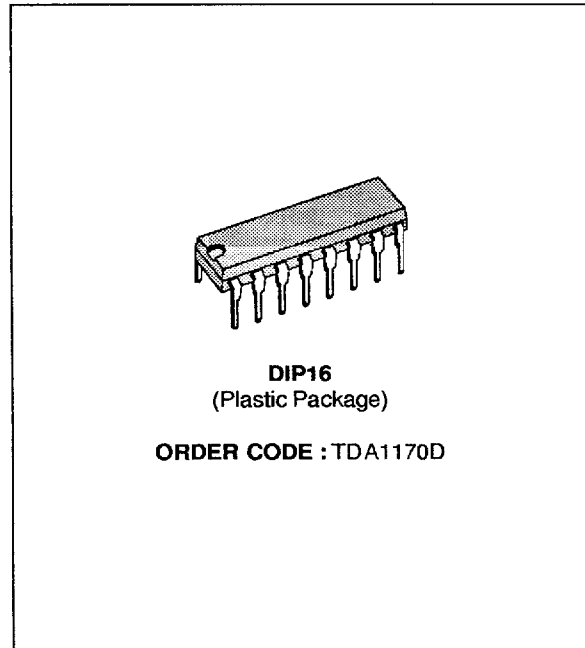 DIP16
(Plastic Package)
ORDER CODE : TDA1170D